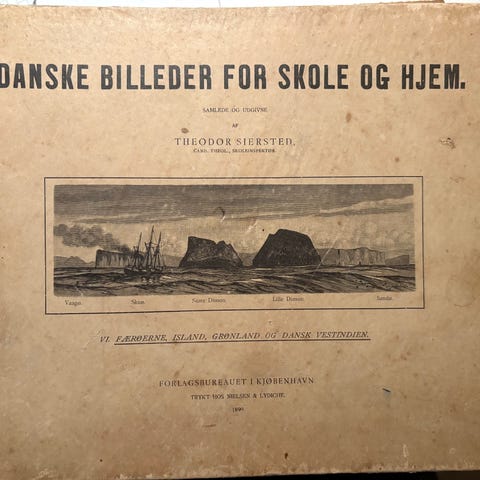 DANSKE BILLEDER FOR SKOLE OG HJEM.
SAMLEDE OG UDGIVNE
AF
THEODOR SIERSTED,
CAND. THEOL., SKOLEINSPEKTØR.
Vaagø. Skuø. Store Dimon. Lille Dimon. Sandø.
VI. FÆRØERNE, ISLAND, GRØNLAND OG DANSK VESTINDIEN.
FORLAGSBUREAUET I KJØBENHAVN
TRYKT HOS NIELSEN & LYDICHE.